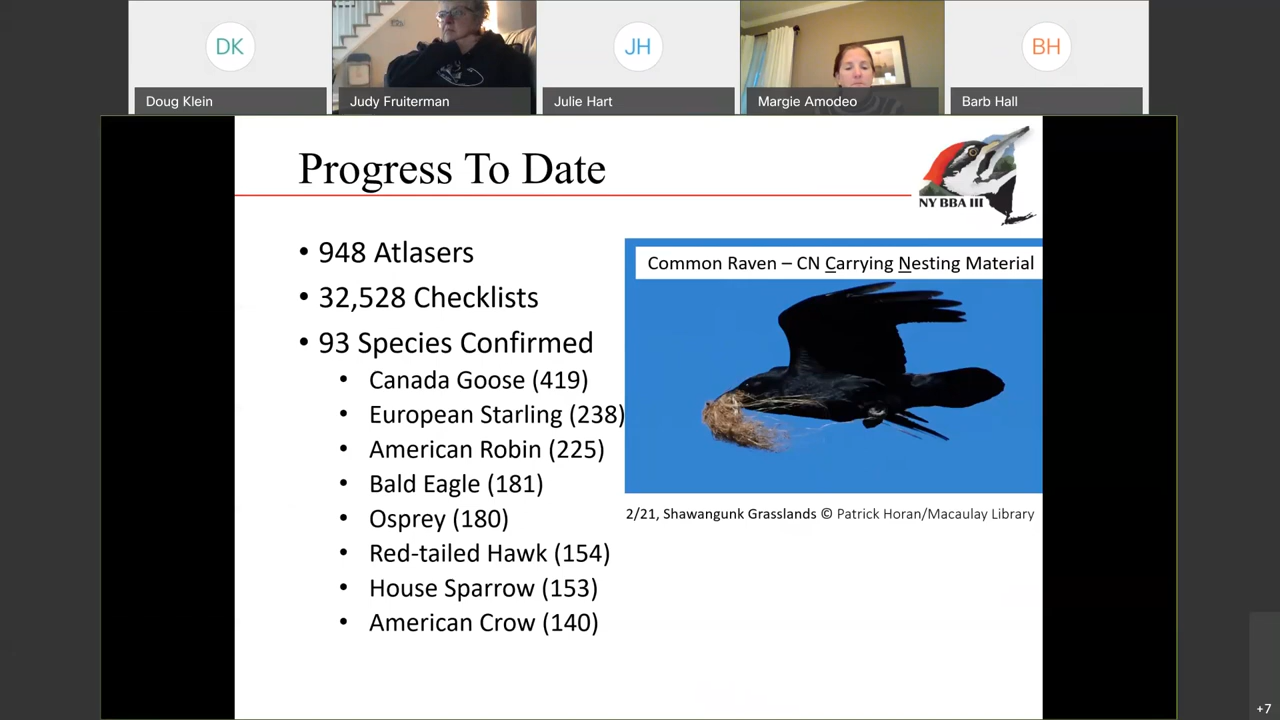 DK
JH
BH
Doug Klein
Judy Fruiterman
Julie Hart
Margie Amodeo
Barb Hall
Progress To Date
NY BBA III
• 948 Atlasers
• 32,528 Checklists
• 93 Species Confirmed
• Canada Goose (419)
• European Starling (238)
• American Robin (225)
• Bald Eagle (181)
• Osprey (180)
• Red-tailed Hawk (154)
• House Sparrow (153)
• American Crow (140)
Common Raven – CN Carrying Nesting Material
2/21, Shawangunk Grasslands © Patrick Horan/Macaulay Library
+7